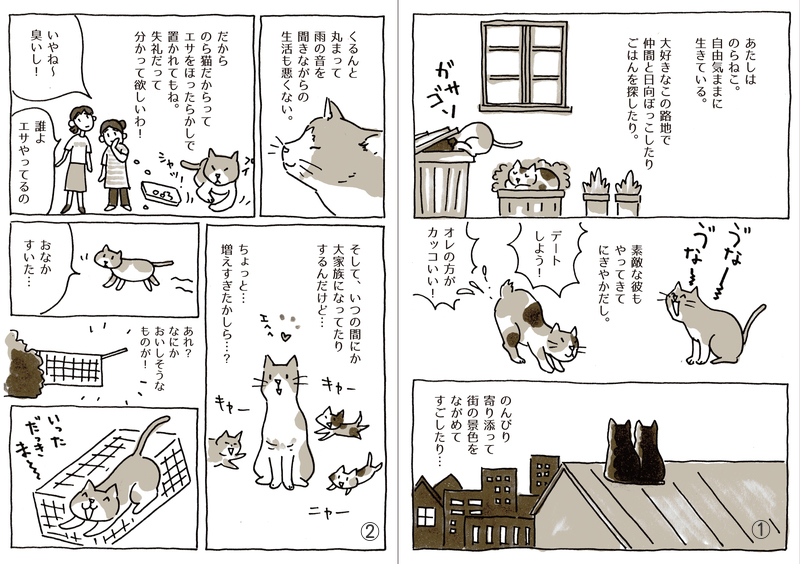 あたしは
のらねこ。
自由気ままに
生きている。
大好きなこの路地で
仲間と日向ぼっこしたり
ごはんを探したり。
ガサ
ゴソ
素敵な彼も
やってきて
にぎやかだし。
うなー
うなー
デート
しよう！
オレの方が
カッコいい！
のんびり
寄り添って
街の景色を
ながめて
すごしたり…
①
くるんと
丸まって
雨の音を
聞きながらの
生活も悪くない。
だから
のら猫だからって
エサをほったらかしで
置かれてもね。
失礼だって
分かって欲しいわ！
シャッ！
いやね〜
臭いし！
誰よ
エサやってるの
そして、いつの間にか
大家族になってたり
するんだけど…
ちょっと…
増えすぎたかしら…？
エヘヘ
キャー
キャー
ニャー
②
おなか
すいた…
あれ？
なにか
おいしそうな
ものが！
いった
だっきまーす